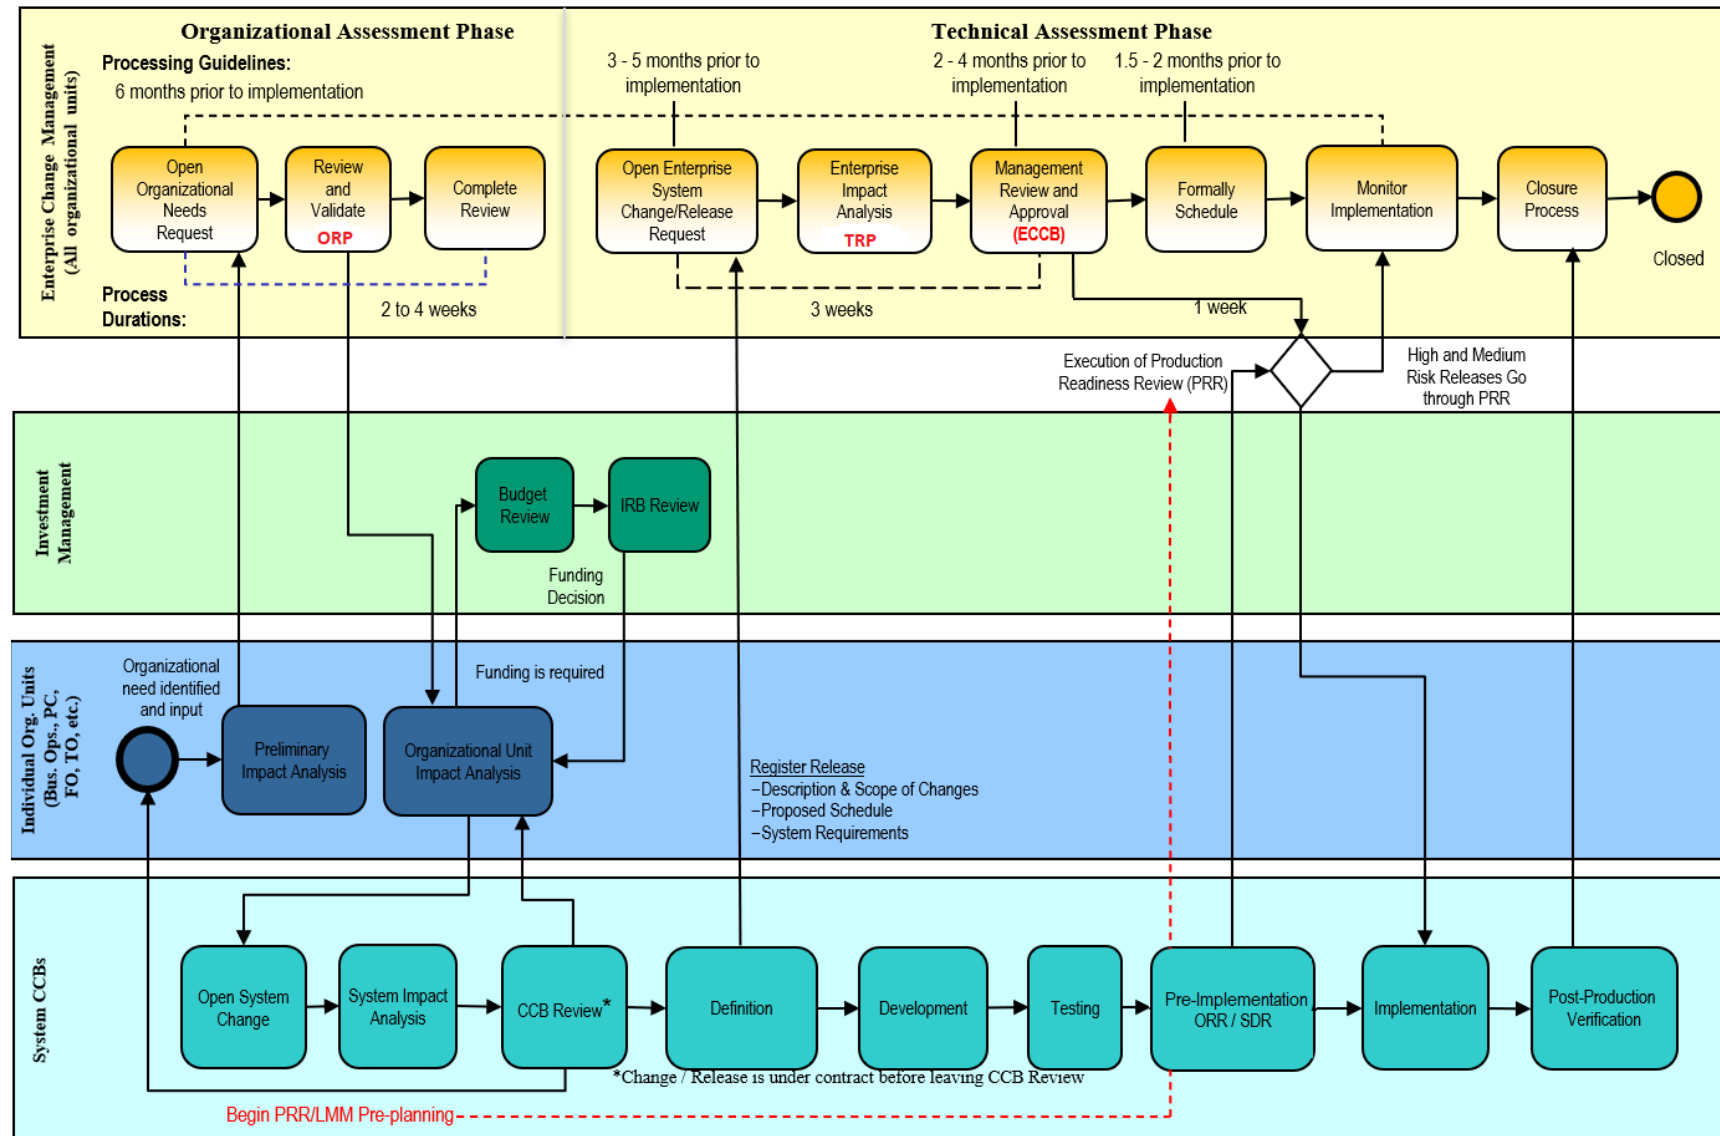 Organizational Assessment Phase
Technical Assessment Phase
Processing Guidelines:
6 months prior to implementation
3 - 5 months prior to
implementation
2 - 4 months prior to
implementation
1.5 - 2 months prior to
implementation
Enterprise Change Management
(All organizational units)
Open
Organizational
Needs
Request
Review
and
Validate
ORP
Complete
Review
Open Enterprise
System
Change/Release
Request
Enterprise
Impact
Analysis
TRP
Management
Review and
Approval
(ECCB)
Formally
Schedule
Monitor
Implementation
Closure
Process
Closed
Process
Durations:
2 to 4 weeks
3 weeks
1 week
Execution of Production
Readiness Review (PRR)
High and Medium
Risk Releases Go
through PRR
Investment
Management
Budget
Review
IRB Review
Funding
Decision
Individual Org. Units
(Bus. Ops., PC,
FO, TO, etc.)
Organizational
need identified
and input
Funding is required
Preliminary
Impact Analysis
Organizational Unit
Impact Analysis
Register Release
–Description & Scope of Changes
–Proposed Schedule
–System Requirements
System CCBs
Open System
Change
System Impact
Analysis
CCB Review*
Definition
Development
Testing
Pre-Implementation
ORR / SDR
Implementation
Post-Production
Verification
*Change / Release is under contract before leaving CCB Review
Begin PRR/LMM Pre-planning